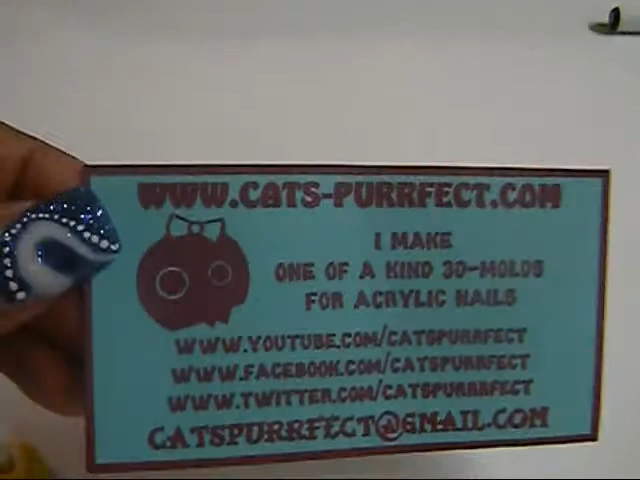 WWW.CATS-PURRFECT.COM
I MAKE
ONE OF A KIND 3D-MOLDS
FOR ACRYLIC NAILS
WWW.YOUTUBE.COM/CATSPURRFECT
WWW.FACEBOOK.COM/CATSPURRFECT
WWW.TWITTER.COM/CATSPURRRFECT
CATSPURRFECT@GMAIL.COM